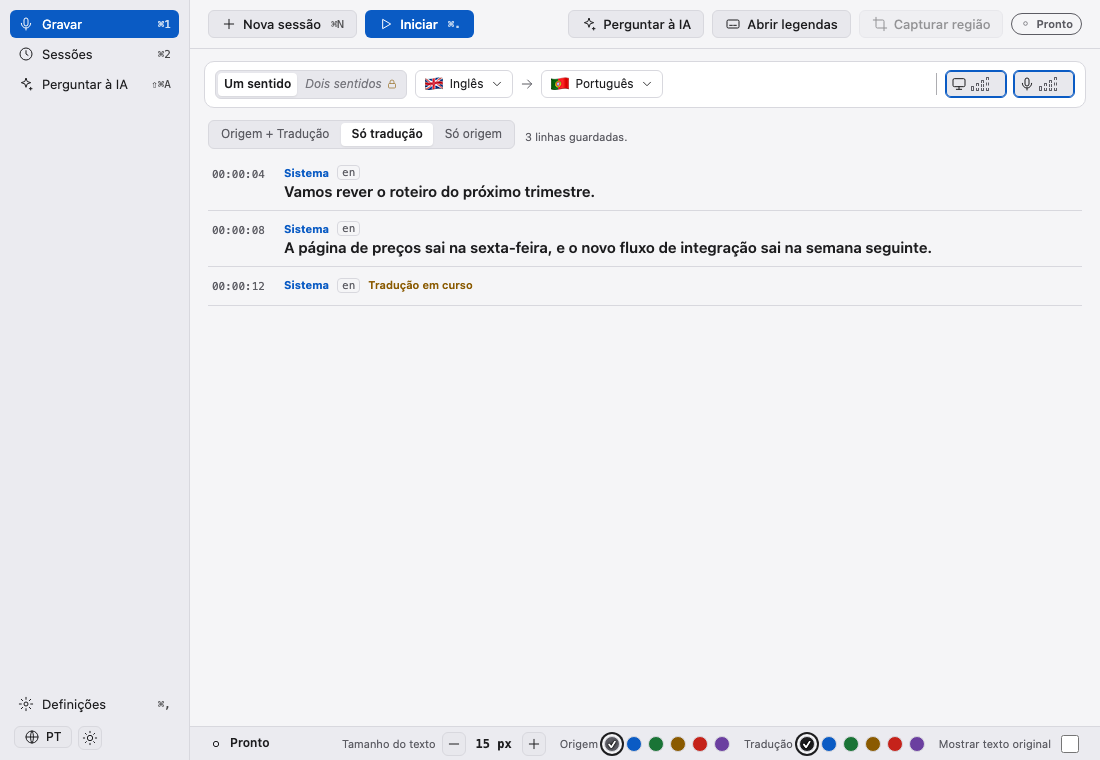 Gravar ⌘1
Sessões ⌘2
Perguntar à IA ⇧⌘A
Definições ⌘,
PT
Nova sessão ⌘N
Iniciar ⌘.
Perguntar à IA
Abrir legendas
Capturar região
Pronto
Um sentido
Dois sentidos
Inglês
Português
Origem + Tradução
Só tradução
Só origem
3 linhas guardadas.
00:00:04 Sistema en
Vamos rever o roteiro do próximo trimestre.
00:00:08 Sistema en
A página de preços sai na sexta-feira, e o novo fluxo de integração sai na semana seguinte.
00:00:12 Sistema en Tradução em curso
Pronto
Tamanho do texto
15 px
Origem
Tradução
Mostrar texto original